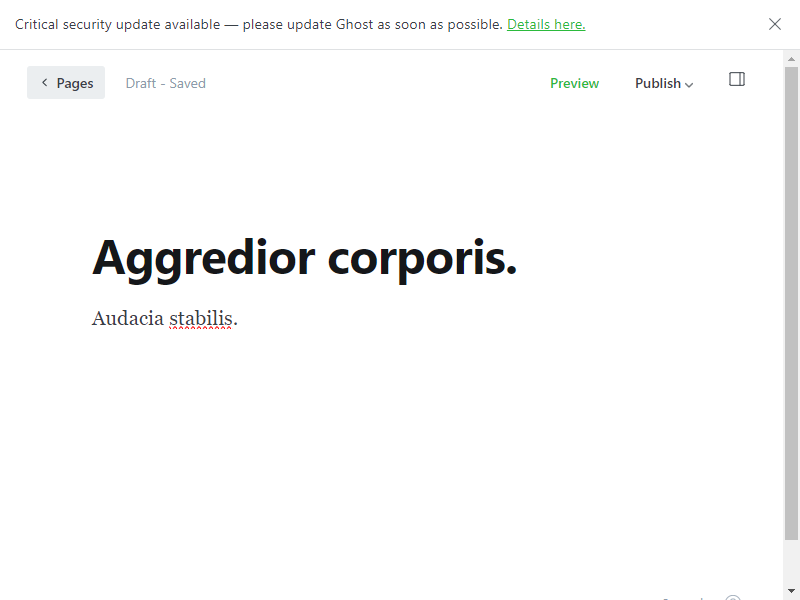 Critical security update available — please update Ghost as soon as possible. Details here.
Pages
Draft - Saved
Preview
Publish
Aggredior corporis.
Audacia stabilis.